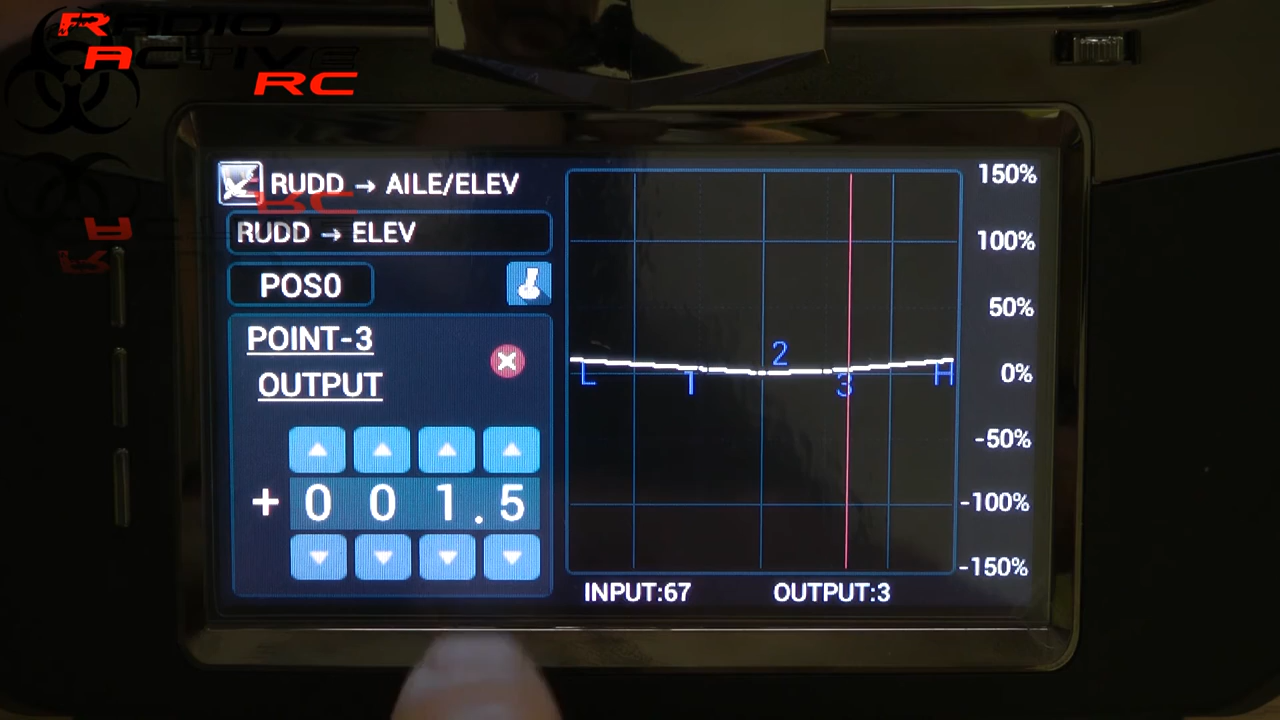 RADIO
ACTIVE
RC
RUDD → AILE/ELEV
RUDD → ELEV
POS0
POINT-3
OUTPUT
+ 0 0 1 . 5
150%
100%
50%
0%
-50%
-100%
-150%
L 1 2 3 H
INPUT:67 OUTPUT:3